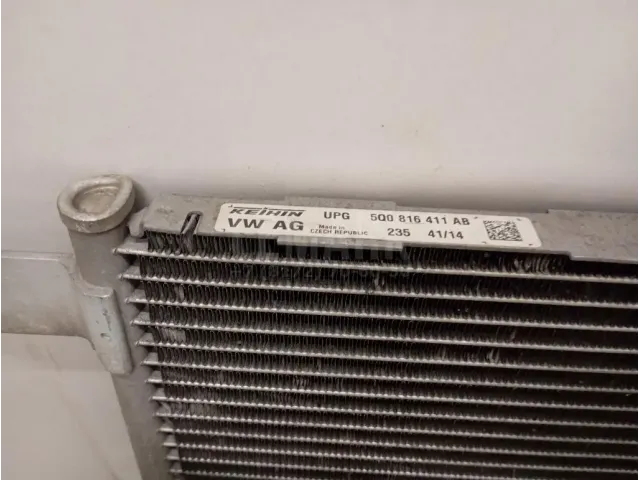 KEIHIN UPG 5Q0 816 411 AB
VW AG Made in CZECH REPUBLIC 235 41/14